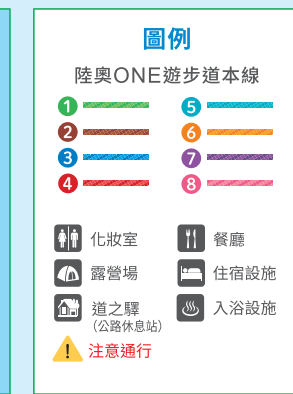 圖例
陸奧ONE遊步道本線
1 5
2 6
3 7
4 8
化妝室 餐廳
露營場 住宿設施
道之驛 入浴設施
(公路休息站)
! 注意通行